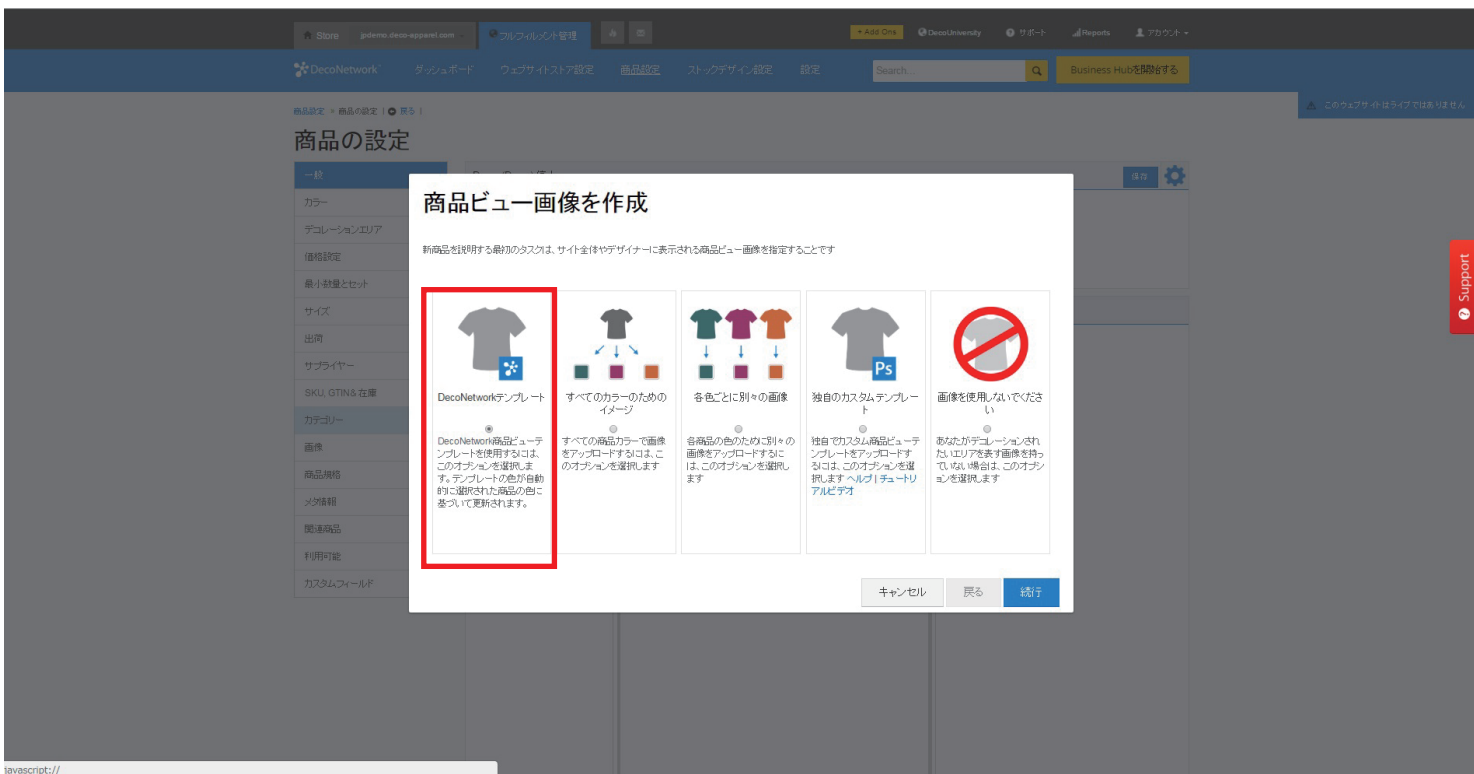 Store jpdemo.deco-apparel.com
フルフィルメント管理
+ Add Ons
DecoUniversity
サポート
Reports
アカウント
DecoNetwork
ダッシュボード
ウェブサイトストア設定
商品設定
ストックデザイン設定
設定
Search...
Business Hubを開始する
このウェブサイトはライブではありません
商品設定 > 商品の設定 | 戻る |
商品の設定
一般
保存
カラー
デコレーションエリア
価格設定
最小数量とセット
サイズ
出荷
サプライヤー
SKU, GTIN& 在庫
カテゴリー
画像
商品規格
メタ情報
関連商品
利用可能
カスタムフィールド
商品ビュー画像を作成
新商品を説明する最初のタスクは、サイト全体やデザイナーに表示される商品ビュー画像を指定することです
DecoNetworkテンプレート
DecoNetwork商品ビューテ
ンプレートを使用するには、
このオプションを選択しま
す。テンプレートの色が自動
的に選択された商品の色に
基づいて更新されます。
すべてのカラーのための
イメージ
すべての商品カラーで画像
をアップロードするには、こ
のオプションを選択します
各色ごとに別々の画像
各商品の色のために別々の
画像をアップロードするに
は、このオプションを選択し
ます
Ps
独自のカスタムテンプレー
ト
独自でカスタム商品ビューテ
ンプレートをアップロードす
るには、このオプションを選
択します ヘルプ | チュートリ
アルビデオ
画像を使用しないでくださ
い
あなたがデコレーションされ
たいエリアを表す画像を持っ
ていない場合は、このオプシ
ョンを選択します
キャンセル
戻る
続行
Support
javascript://